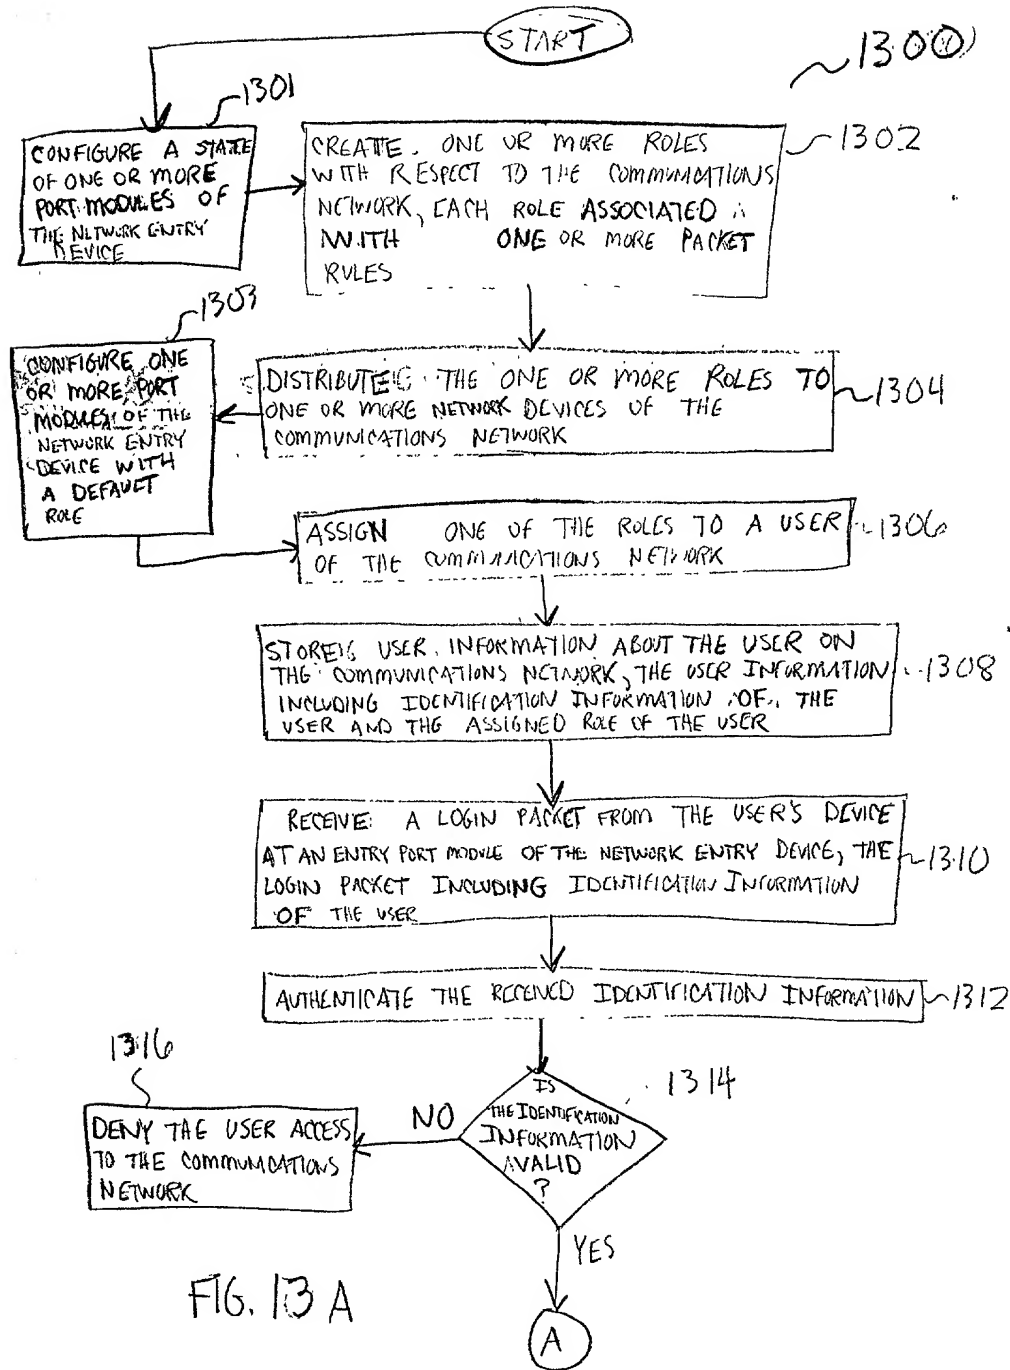 START
1300
1301
CONFIGURE A STATE
OF ONE OR MORE
PORT MODULES OF
THE NETWORK ENTRY
DEVICE
1302
CREATE ONE OR MORE ROLES
WITH RESPECT TO THE COMMUNICATIONS
NETWORK, EACH ROLE ASSOCIATED
WITH ONE OR MORE PACKET
RULES
1303
CONFIGURE ONE
OR MORE PORT
MODULES OF THE
NETWORK ENTRY
DEVICE WITH
A DEFAULT
ROLE
DISTRIBUTE THE ONE OR MORE ROLES TO
ONE OR MORE NETWORK DEVICES OF THE
COMMUNICATIONS NETWORK
1304
ASSIGN ONE OF THE ROLES TO A USER
OF THE COMMUNICATIONS NETWORK
1306
STORE USER INFORMATION ABOUT THE USER ON
THE COMMUNICATIONS NETWORK, THE USER INFORMATION
INCLUDING IDENTIFICATION INFORMATION OF THE
USER AND THE ASSIGNED ROLE OF THE USER
1308
RECEIVE A LOGIN PACKET FROM THE USER'S DEVICE
AT AN ENTRY PORT MODULE OF THE NETWORK ENTRY DEVICE, THE
LOGIN PACKET INCLUDING IDENTIFICATION INFORMATION
OF THE USER
1310
AUTHENTICATE THE RECEIVED IDENTIFICATION INFORMATION
1312
1314
IS
THE IDENTIFICATION
INFORMATION
VALID
?
NO
1316
DENY THE USER ACCESS
TO THE COMMUNICATIONS
NETWORK
YES
A
FIG. 13 A